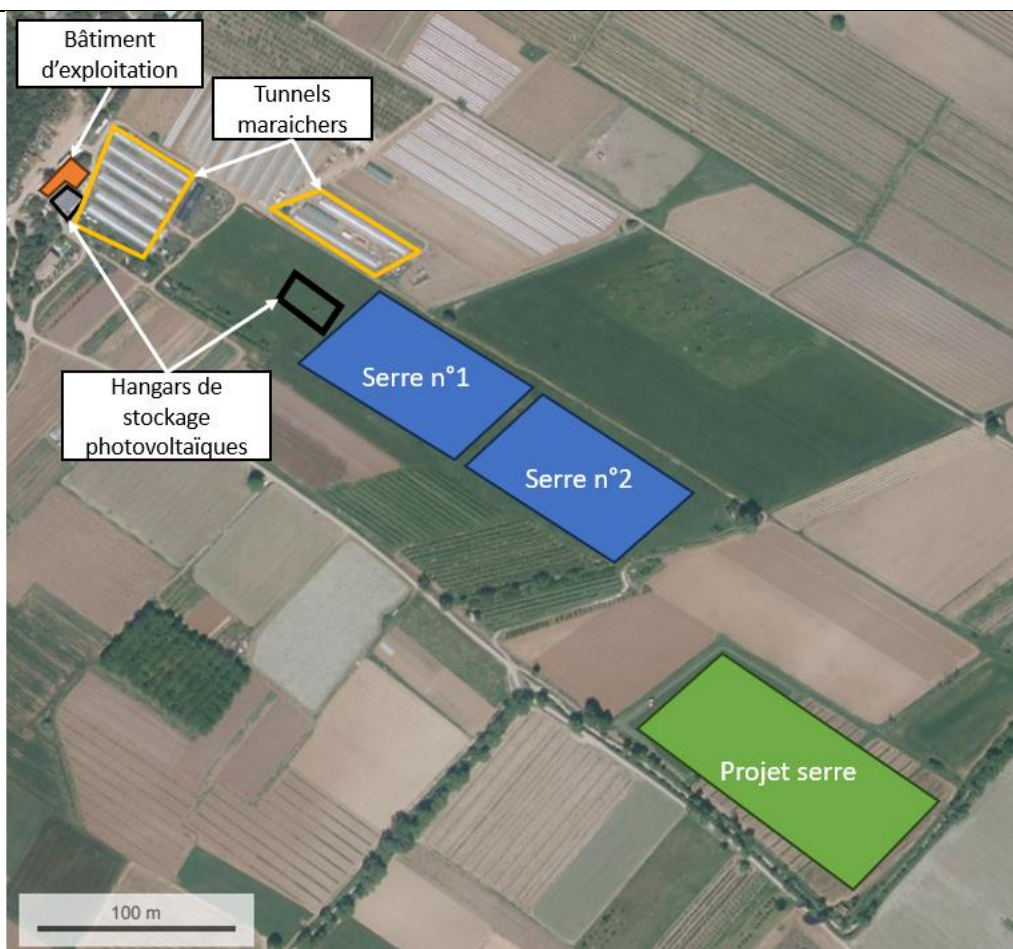 Bâtiment
d'exploitation
Tunnels
maraichers
Hangars de
stockage
photovoltaïques
Serre n°1
Serre n°2
Projet serre
100 m